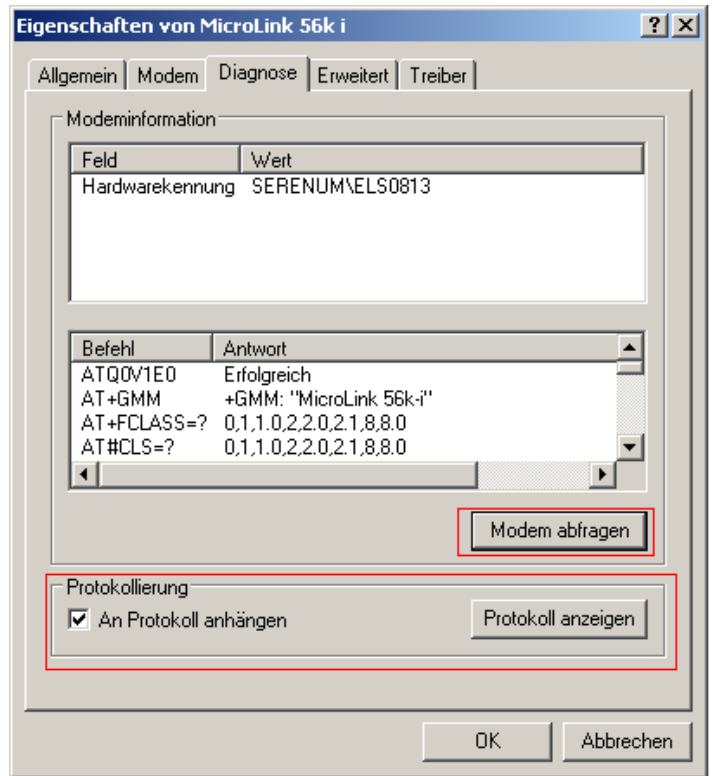 Eigenschaften von MicroLink 56k i
Allgemein Modem Diagnose Erweitert Treiber
Modeminformation
Feld Wert
Hardwarekennung SERENUM\ELS0813
Befehl Antwort
ATQ0V1E0 Erfolgreich
AT+GMM +GMM: "MicroLink 56k-i"
AT+FCLASS=? 0,1,1.0,2,2.0,2.1,8,8.0
AT#CLS=? 0,1,1.0,2,2.0,2.1,8,8.0
Modem abfragen
Protokollierung
An Protokoll anhängen Protokoll anzeigen
OK Abbrechen